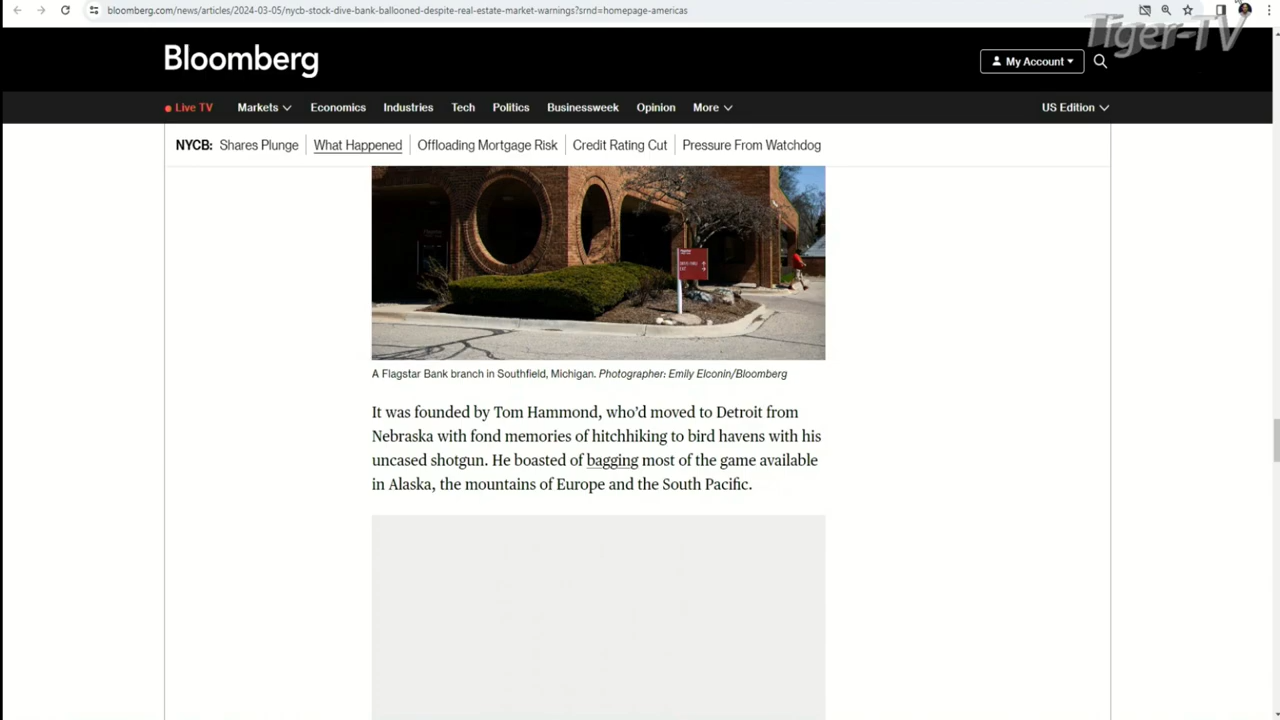 bloomberg.com/news/articles/2024-03-05/nycb-stock-dive-bank-ballooned-despite-real-estate-market-warnings?srnd=homepage-americas
Tiger-TV
Bloomberg
My Account
Live TV
Markets
Economics
Industries
Tech
Politics
Businessweek
Opinion
More
US Edition
NYCB: Shares Plunge
What Happened
Offloading Mortgage Risk
Credit Rating Cut
Pressure From Watchdog
A Flagstar Bank branch in Southfield, Michigan. Photographer: Emily Elconin/Bloomberg
It was founded by Tom Hammond, who’d moved to Detroit from
Nebraska with fond memories of hitchhiking to bird havens with his
uncased shotgun. He boasted of bagging most of the game available
in Alaska, the mountains of Europe and the South Pacific.